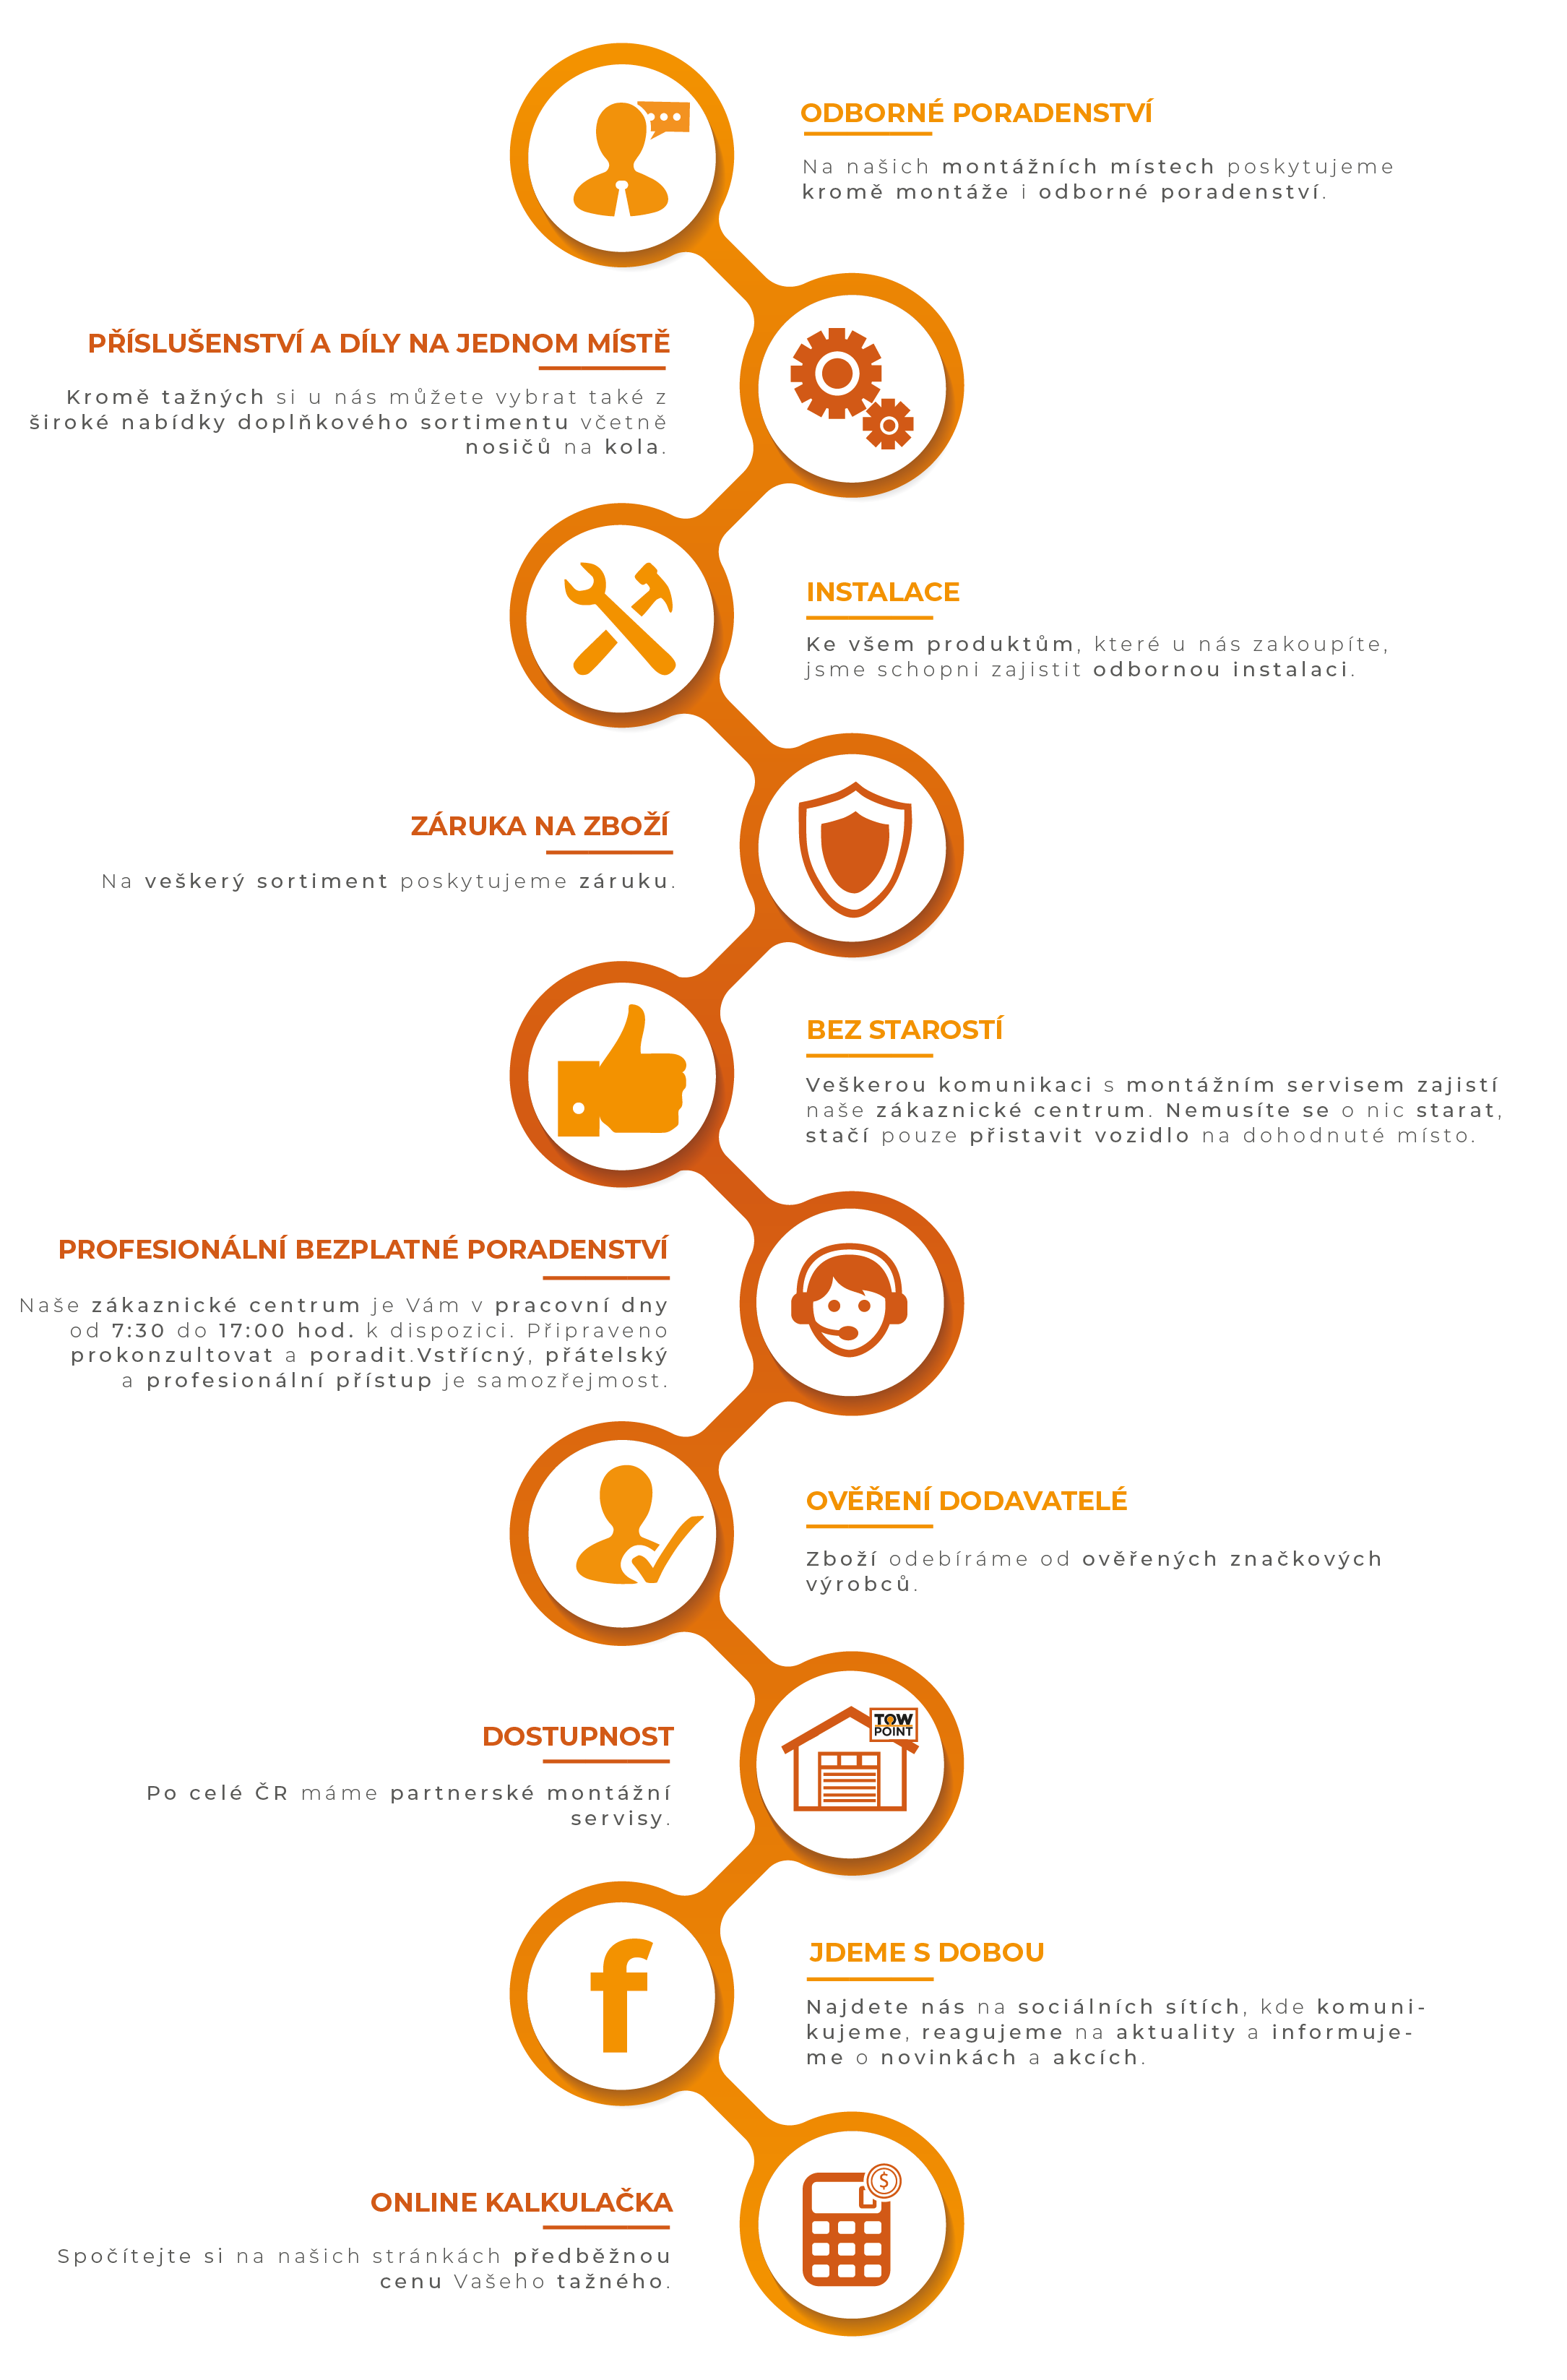 ODBORNÉ PORADENSTVÍ
Na našich montážních místech poskytujeme
kromě montáže i odborné poradenství.
PŘÍSLUŠENSTVÍ A DÍLY NA JEDNOM MÍSTĚ
Kromě tažných si u nás můžete vybrat také z
široké nabídky doplňkového sortimentu včetně
nosičů na kola.
INSTALACE
Ke všem produktům, které u nás zakoupíte,
jsme schopni zajistit odbornou instalaci.
ZÁRUKA NA ZBOŽÍ
Na veškerý sortiment poskytujeme záruku.
BEZ STAROSTÍ
Veškerou komunikaci s montážním servisem zajistí
naše zákaznické centrum. Nemusíte se o nic starat,
stačí pouze přistavit vozidlo na dohodnuté místo.
PROFESIONÁLNÍ BEZPLATNÉ PORADENSTVÍ
Naše zákaznické centrum je Vám v pracovní dny
od 7:30 do 17:00 hod. k dispozici. Připraveno
prokonzultovat a poradit.Vstřícný, přátelský
a profesionální přístup je samozřejmost.
OVĚŘENÍ DODAVATELÉ
Zboží odebíráme od ověřených značkových
výrobců.
TOW
POINT
DOSTUPNOST
Po celé ČR máme partnerské montážní
servisy.
f
JDEME S DOBOU
Najdete nás na sociálních sítích, kde komuni-
kujeme, reagujeme na aktuality a informuje-
me o novinkách a akcích.
$
ONLINE KALKULAČKA
Spočítejte si na našich stránkách předběžnou
cenu Vašeho tažného.